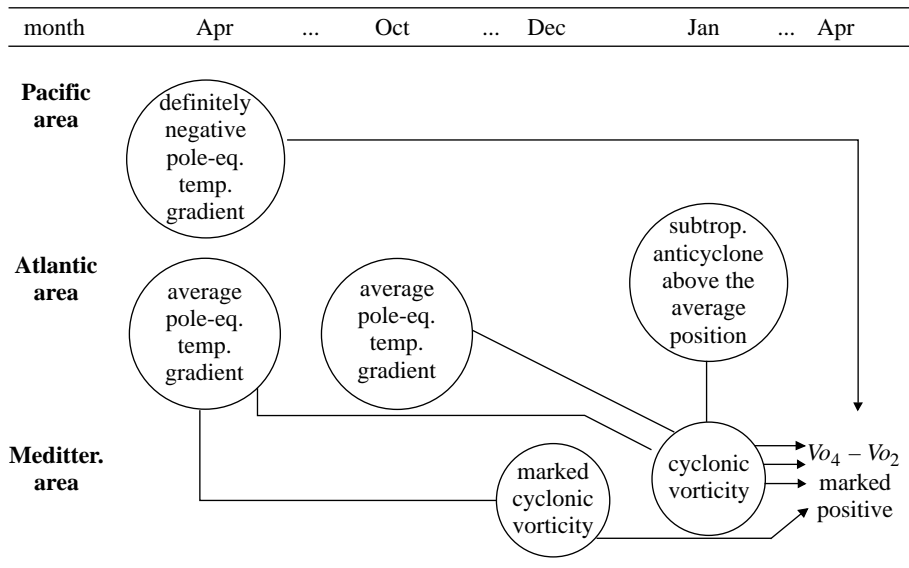 month Apr ... Oct ... Dec Jan ... Apr
Pacific
area
definitely
negative
pole-eq.
temp.
gradient
Atlantic
area
average
pole-eq.
temp.
gradient
average
pole-eq.
temp.
gradient
subtrop.
anticyclone
above the
average
position
Meditter.
area
marked
cyclonic
vorticity
cyclonic
vorticity
Vo4 – Vo2
marked
positive